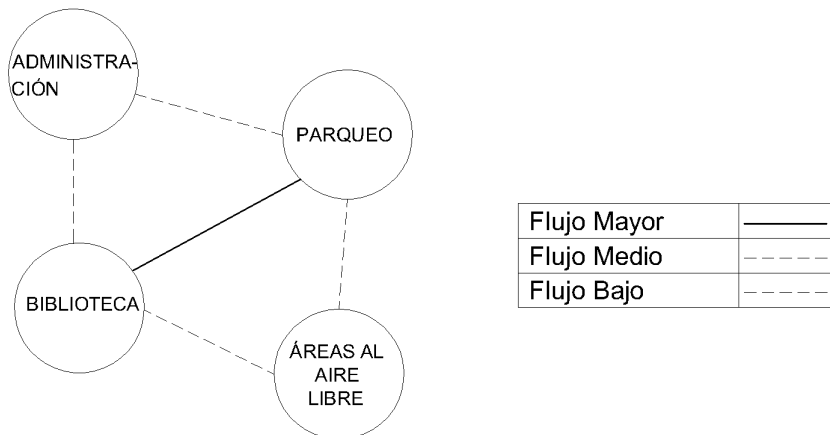 ADMINISTRA-
CIÓN
PARQUEO
BIBLIOTECA
ÁREAS AL
AIRE
LIBRE
Flujo Mayor
Flujo Medio
Flujo Bajo